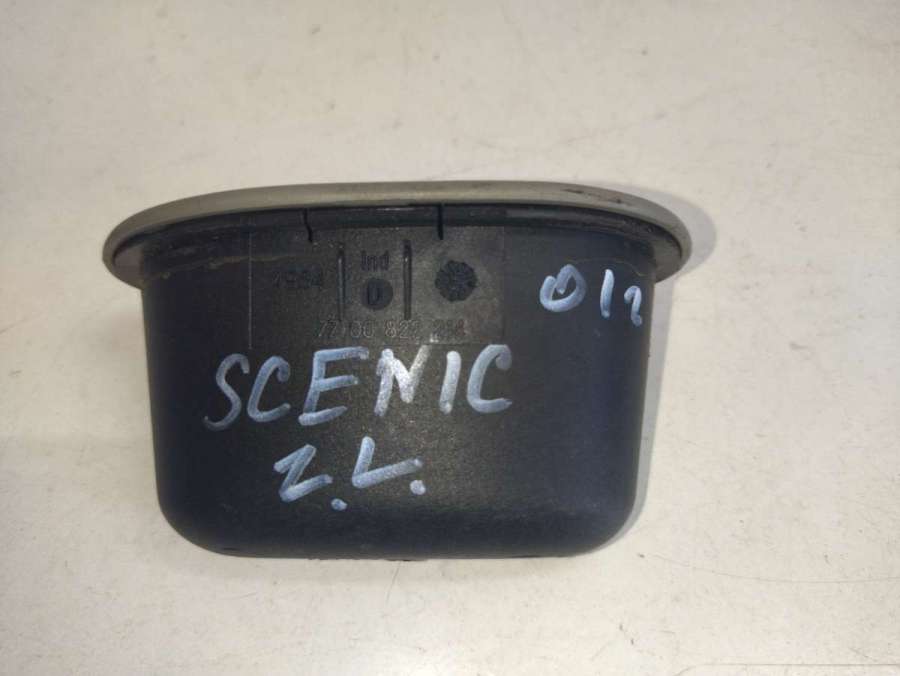 Ind
D
SCENIC
Z.L.
012